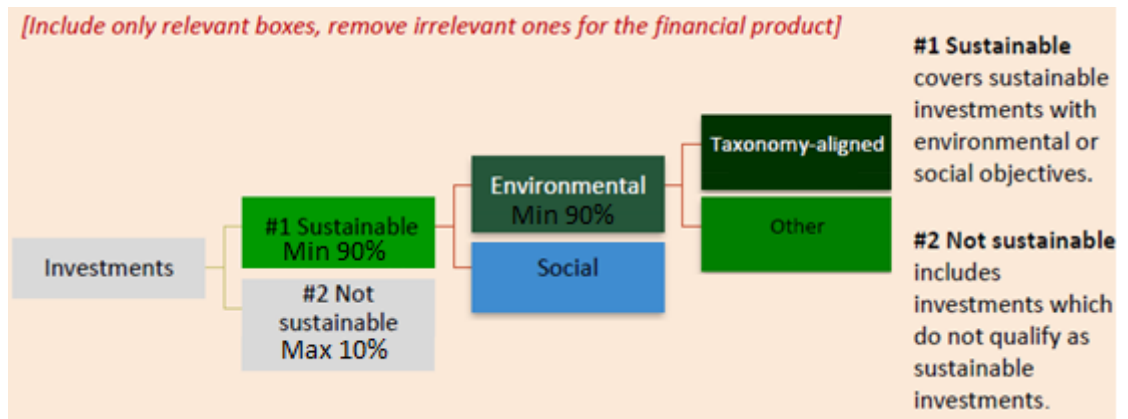 [Include only relevant boxes, remove irrelevant ones for the financial product]
Investments
#1 Sustainable
Min 90%
#2 Not
sustainable
Max 10%
Environmental
Min 90%
Social
Taxonomy-aligned
Other
#1 Sustainable
covers sustainable
investments with
environmental or
social objectives.
#2 Not sustainable
includes
investments which
do not qualify as
sustainable
investments.